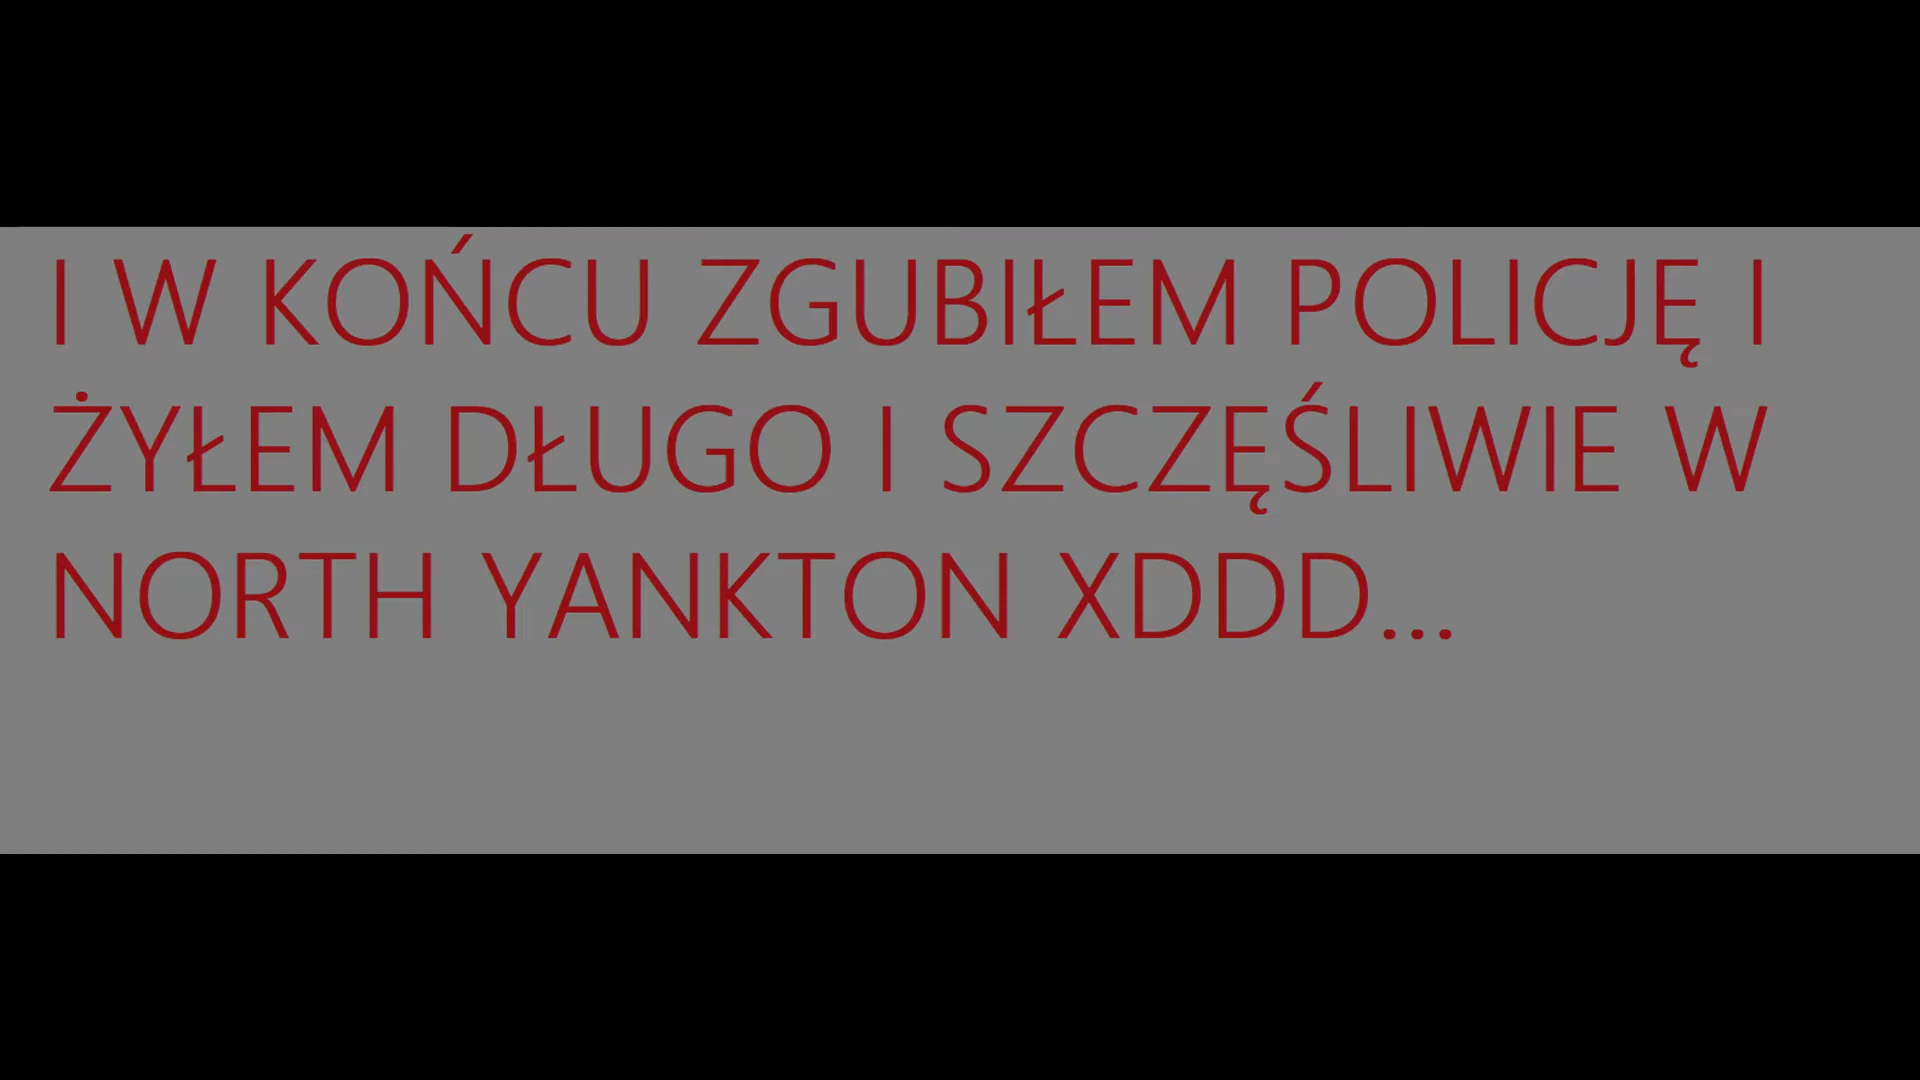 I W KOŃCU ZGUBIŁEM POLICJĘ I
ŻYŁEM DŁUGO I SZCZĘŚLIWIE W
NORTH YANKTON XDDD...